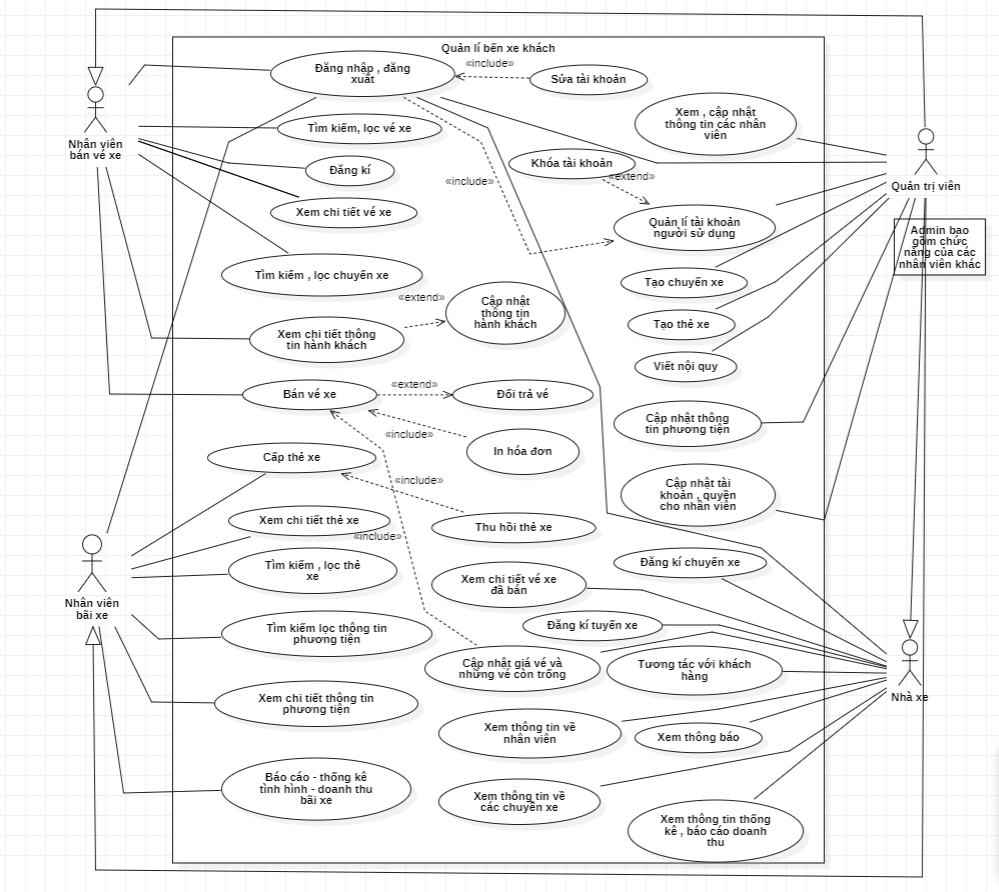 Quản lí bến xe khách
Đăng nhập , đăng
xuất
«include»
Sửa tài khoản
Xem , cập nhật
thông tin các nhân
viên
Nhân viên
bán vé xe
Tìm kiếm, lọc vé xe
Khóa tài khoản
«extend»
Đăng kí
«include»
Quản trị viên
Xem chi tiết vé xe
Quản lí tài khoản
người sử dụng
Admin bao
gồm chức
năng của các
nhân viên khác
Tìm kiếm , lọc chuyến xe
Tạo chuyến xe
«extend»
Cập nhật
thông tin
hành khách
Xem chi tiết thông
tin hành khách
Tạo thẻ xe
Viết nội quy
Bán vé xe
«extend»
Đổi trả vé
Cập nhật thông
tin phương tiện
«include»
In hóa đơn
Cấp thẻ xe
«include»
Cập nhật tài
khoản , quyền
cho nhân viên
Xem chi tiết thẻ xe
«include»
Thu hồi thẻ xe
Tìm kiếm , lọc thẻ
xe
Đăng kí chuyến xe
Nhân viên
bãi xe
Xem chi tiết vé xe
đã bán
Đăng kí tuyến xe
Tìm kiếm lọc thông tin
phương tiện
Cập nhật giá vé và
những vé còn trống
Tương tác với khách
hàng
Nhà xe
Xem chi tiết thông tin
phương tiện
Xem thông tin về
nhân viên
Xem thông báo
Báo cáo - thống kê
tình hình - doanh thu
bãi xe
Xem thông tin về
các chuyến xe
Xem thông tin thống
kê , báo cáo doanh
thu